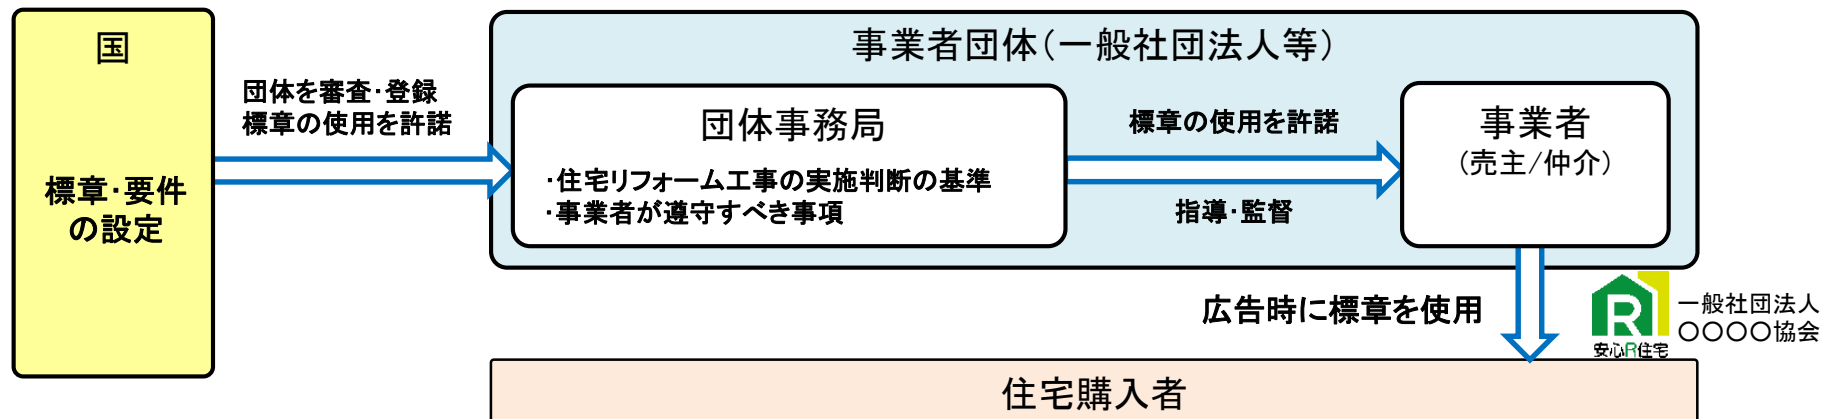 国
標章・要件
の設定
団体を審査・登録
標章の使用を許諾
事業者団体(一般社団法人等)
団体事務局
・住宅リフォーム工事の実施判断の基準
・事業者が遵守すべき事項
標章の使用を許諾
指導・監督
事業者
(売主/仲介)
広告時に標章を使用
R
安心R住宅
一般社団法人
〇〇〇〇協会
住宅購入者